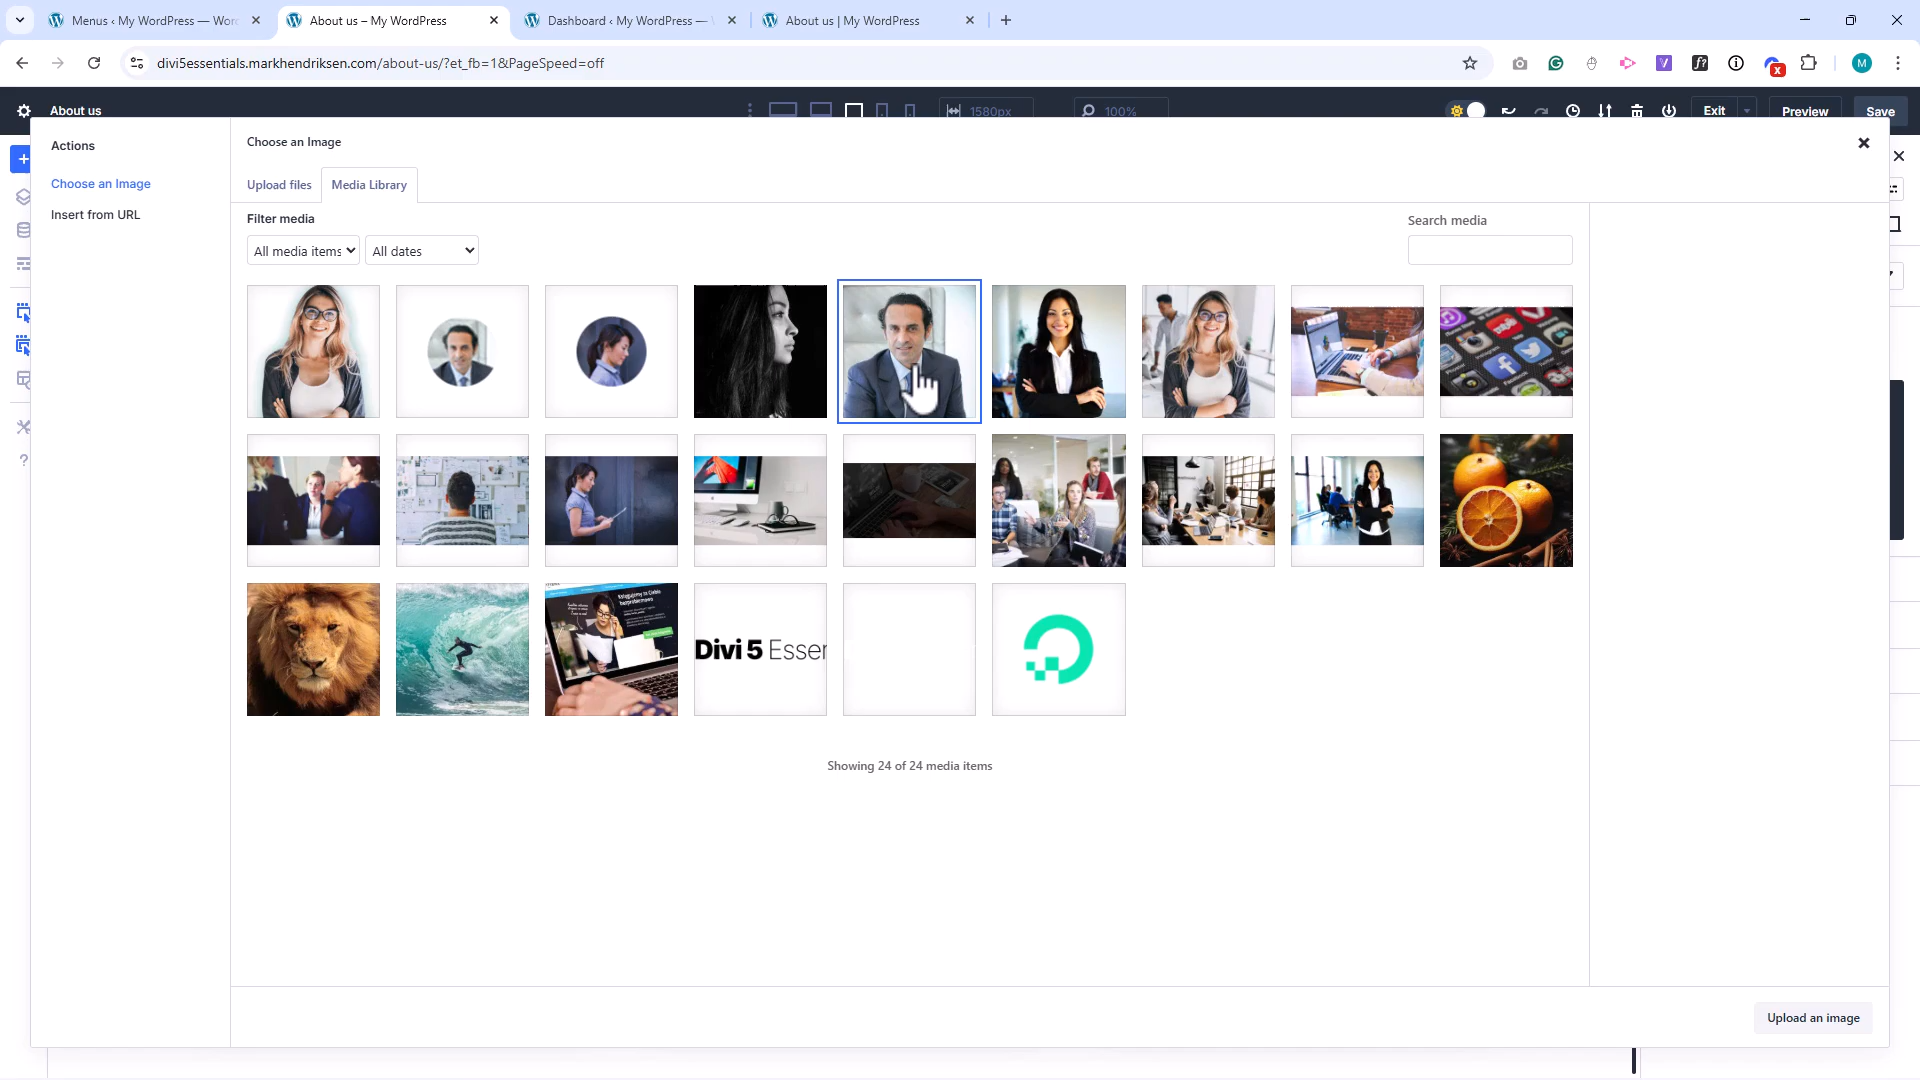 Menus ‹ My WordPress — Worc
About us – My WordPress
Dashboard ‹ My WordPress —
About us | My WordPress
divi5essentials.markhendriksen.com/about-us/?et_fb=1&PageSpeed=off
About us
1580px
100%
Exit
Preview
Save
Actions
Choose an Image
Insert from URL
Choose an Image
Upload files
Media Library
Filter media
Search media
All media items
All dates
Divi 5 Esser
Showing 24 of 24 media items
Upload an image